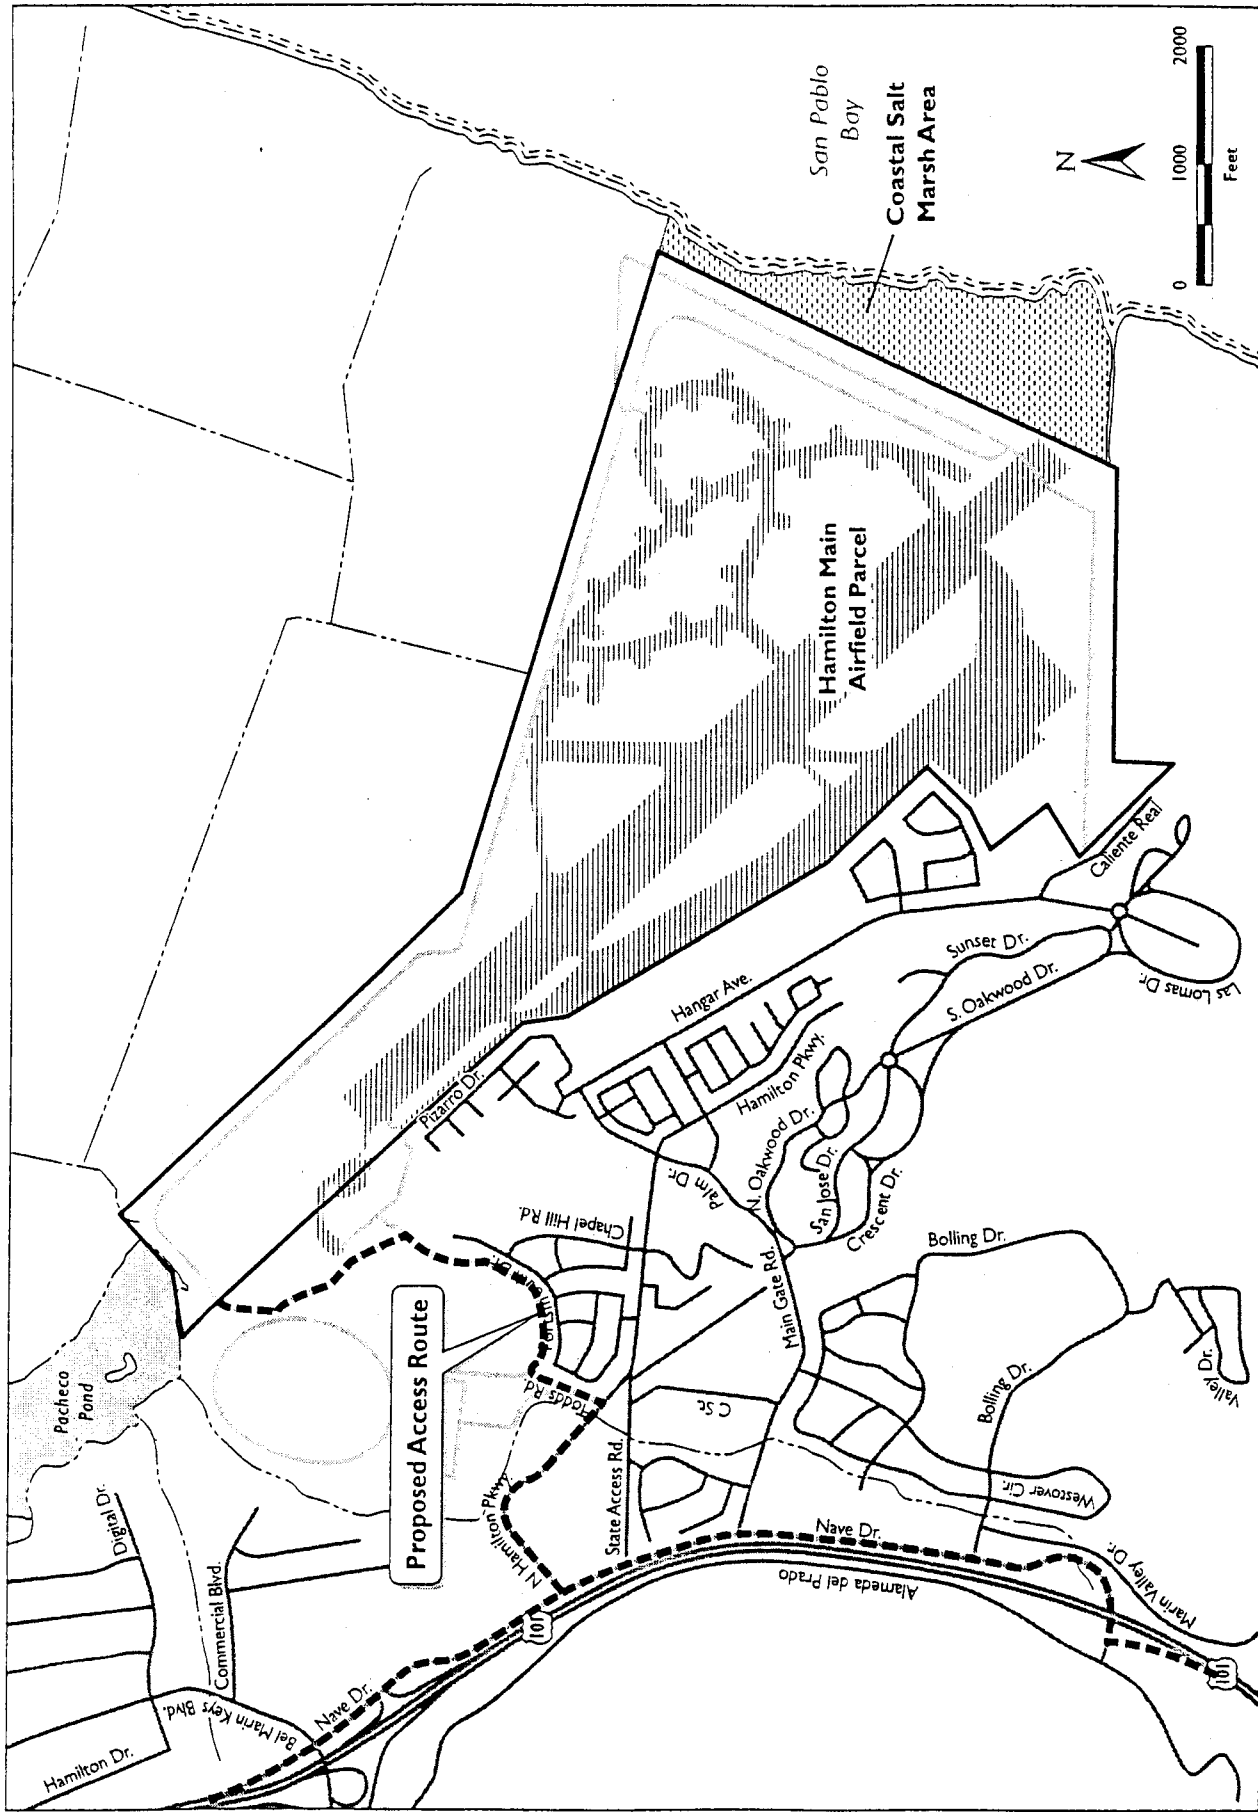 San Pablo
Bay
Coastal Salt
Marsh Area
N
0 1000 2000
Feet
Hamilton Main
Airfield Parcel
Pacheco
Pond
Proposed Access Route
Digital Dr.
Commercial Blvd.
Hamilton Dr.
Bel Marin Keys Blvd.
Nave Dr.
101
N Hamilton Pkwy.
State Access Rd.
C St.
Chapel Hill Rd.
Pizarro Dr.
Hangar Ave.
Palm Dr.
Hamilton Pkwy.
N. Oakwood Dr.
San Jose Dr.
Crescent Dr.
Main Gate Rd.
Sunset Dr.
S. Oakwood Dr.
Las Lomas Dr.
Caliente Real
Bolling Dr.
Bolling Dr.
Valley Dr.
Westover Cir.
Nave Dr.
Alameda del Prado
Marin Valley Dr.
101